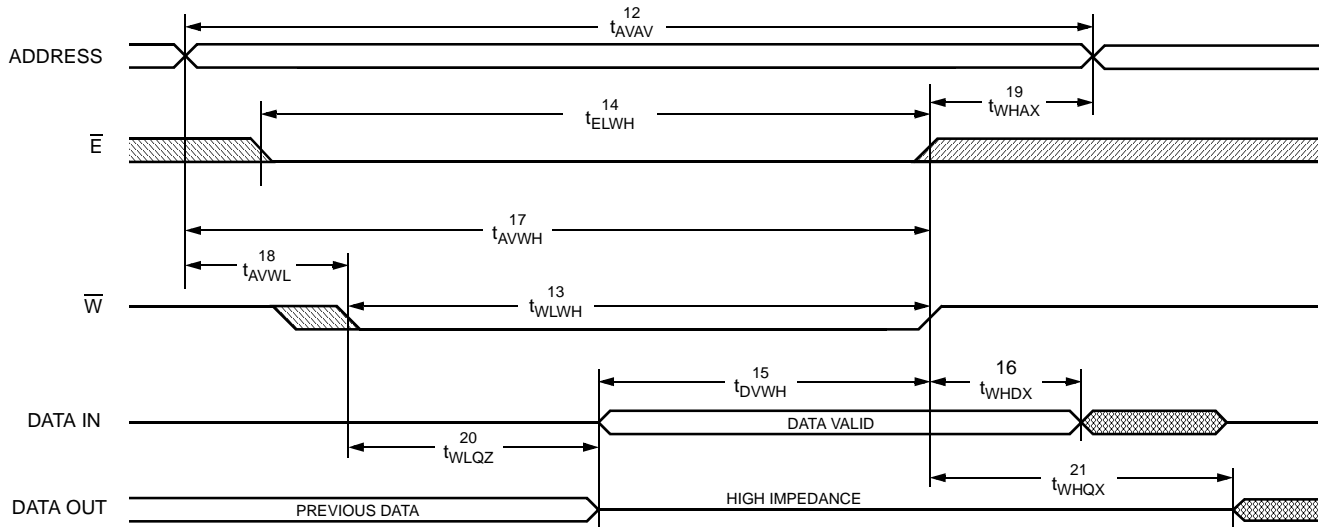 12
tAVAV
ADDRESS
19
tWHAX
14
tELWH
E
17
tAVWH
18
tAVWL
13
tWLWH
W
15
tDVWH
16
tWHDX
DATA IN
DATA VALID
20
tWLQZ
21
tWHQX
DATA OUT
PREVIOUS DATA
HIGH IMPEDANCE